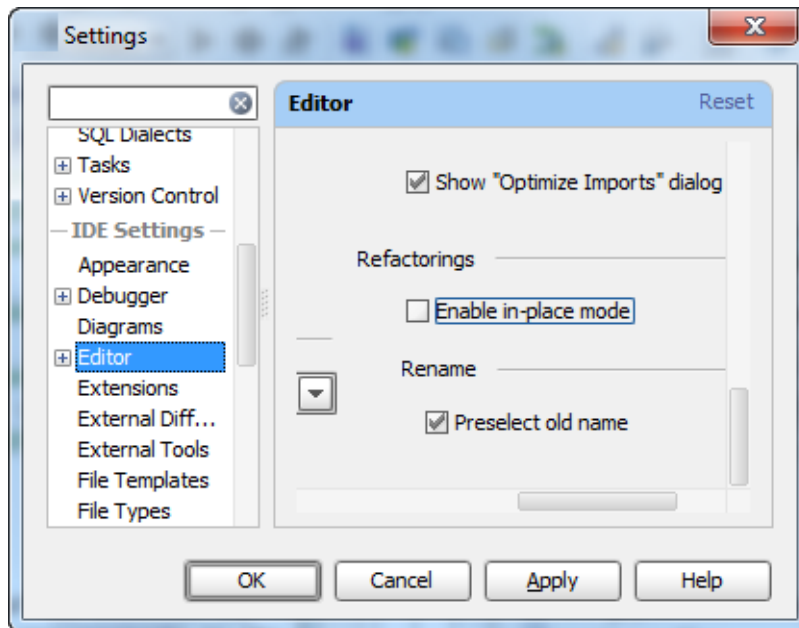 Settings
Editor
Reset
SQL Dialects
Tasks
Version Control
IDE Settings
Appearance
Debugger
Diagrams
Editor
Extensions
External Diff...
External Tools
File Templates
File Types
Show "Optimize Imports" dialog
Refactorings
Enable in-place mode
Rename
Preselect old name
OK
Cancel
Apply
Help